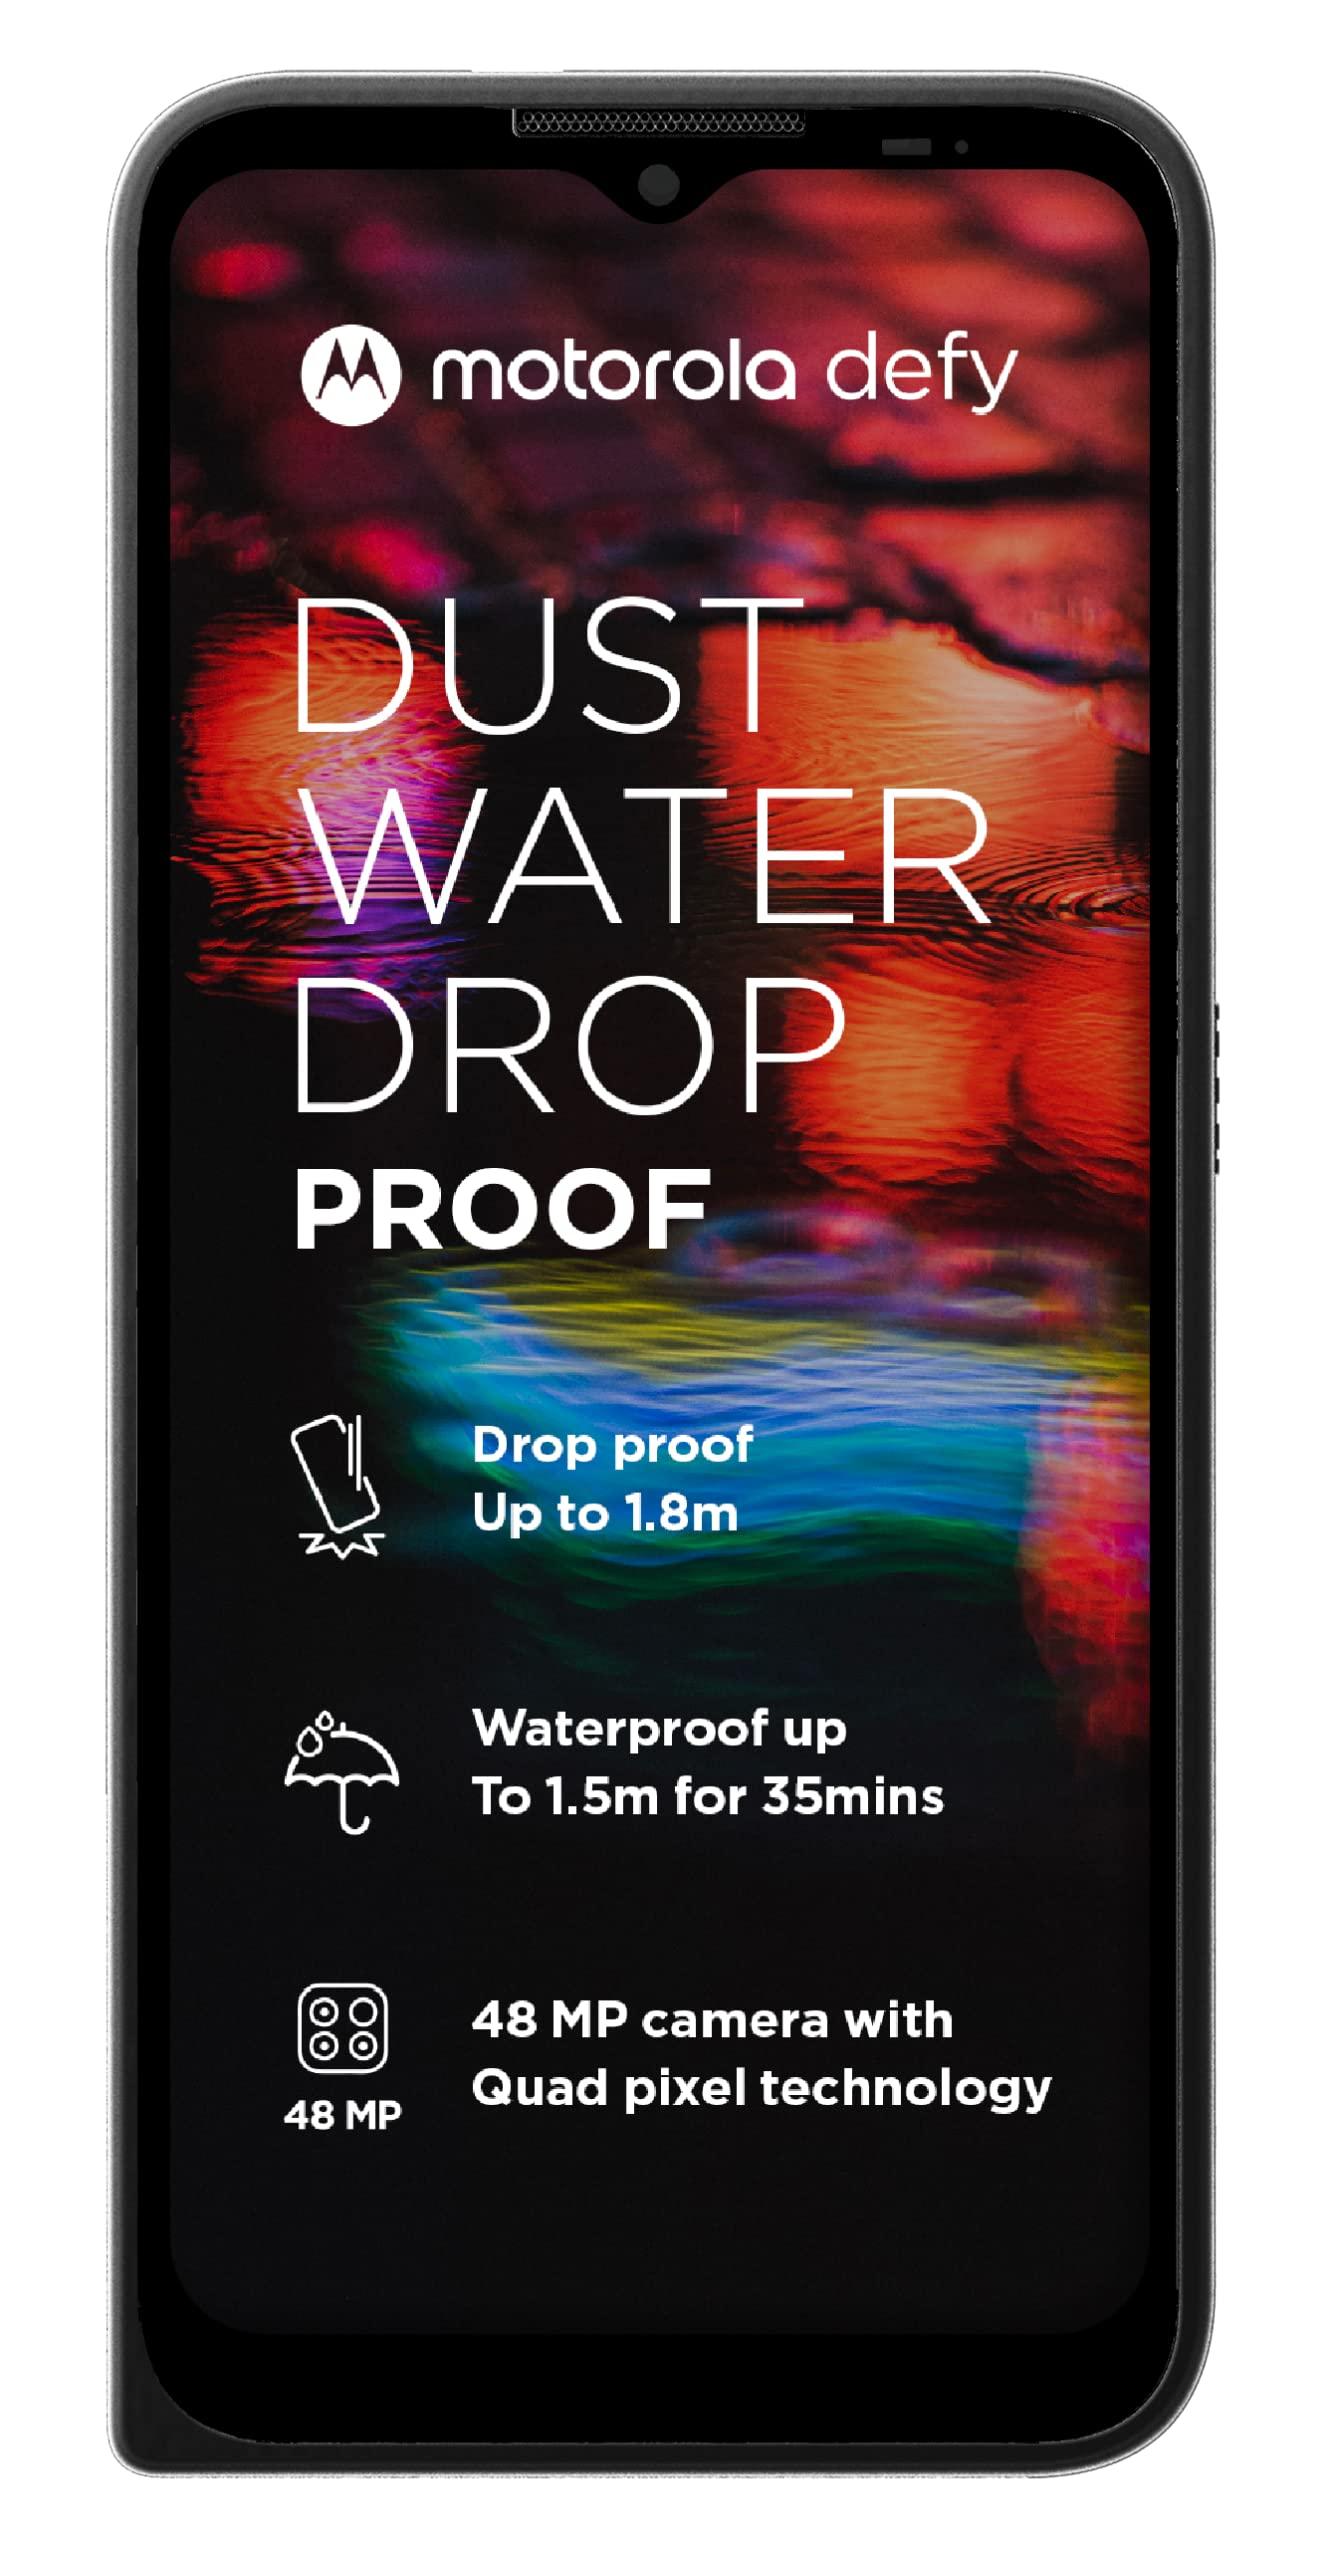 motorola defy
DUST
WATER
DROP
PROOF
Drop proof
Up to 1.8m
Waterproof up
To 1.5m for 35mins
48 MP
48 MP camera with
Quad pixel technology